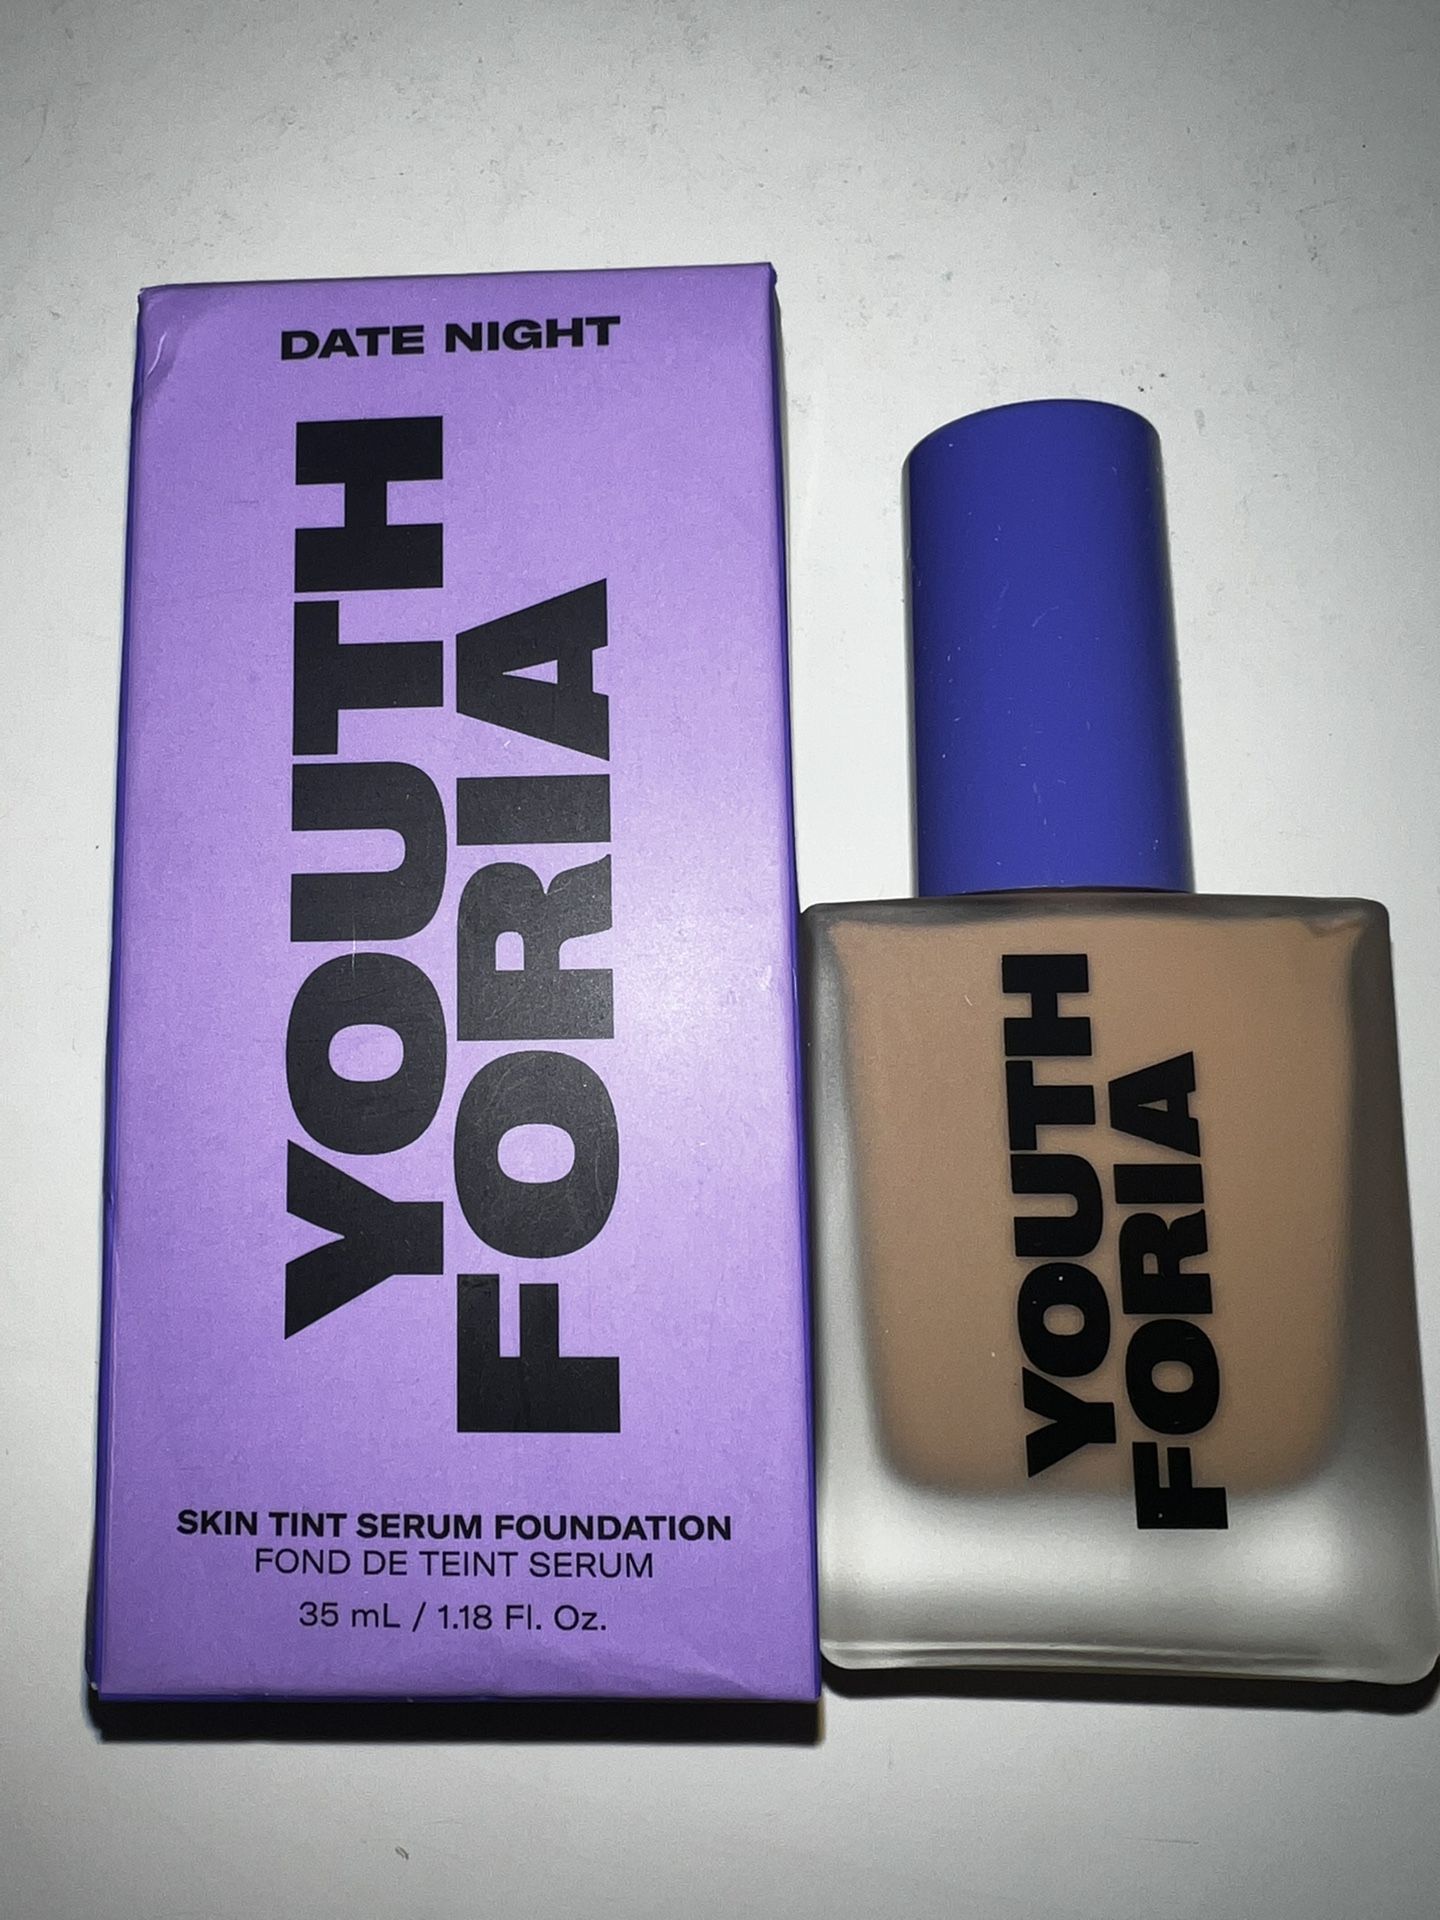 DATE NIGHT
YOUTH
FORIA
SKIN TINT SERUM FOUNDATION
FOND DE TEINT SERUM
35 mL / 1.18 Fl. Oz.
YOUTH
FORIA